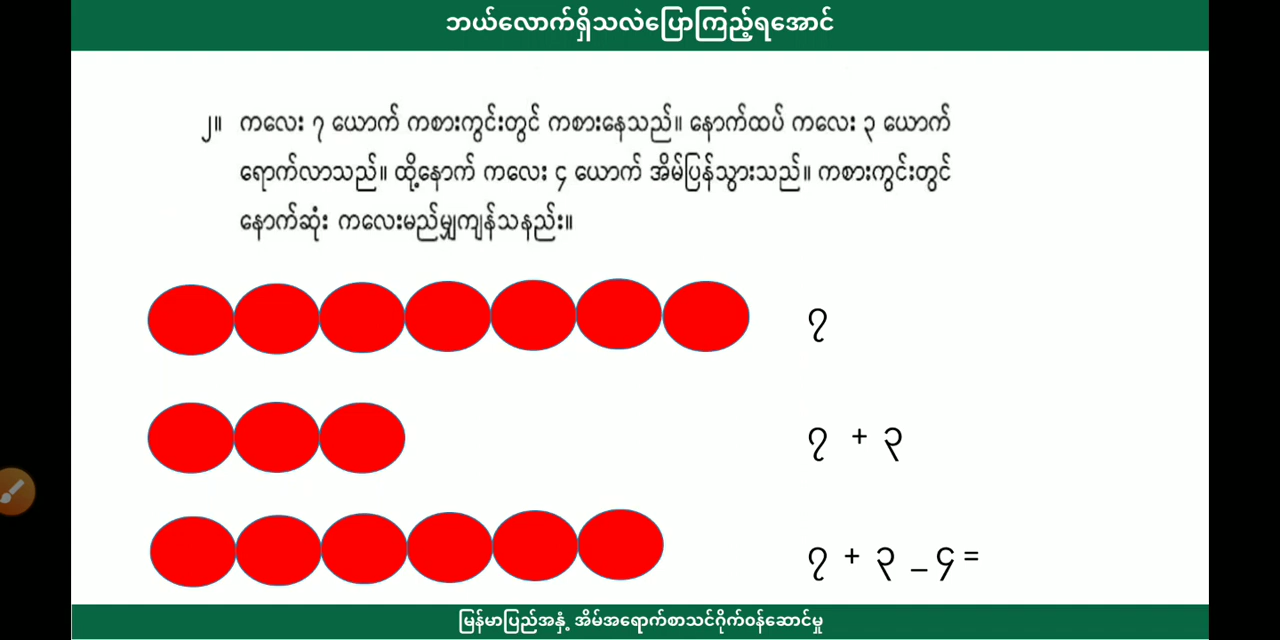 ဘယ်လောက်ရှိသလဲပြောကြည့်ရအောင်
၂။ ကလေး ၇ ယောက် ကစားကွင်းတွင် ကစားနေသည်။ နောက်ထပ် ကလေး ၃ ယောက်
ရောက်လာသည်။ ထို့နောက် ကလေး ၄ ယောက် အိမ်ပြန်သွားသည်။ ကစားကွင်းတွင်
နောက်ဆုံး ကလေးမည်မျှကျန်သနည်း။
၇
၇ + ၃
၇ + ၃ _ ၄ =
မြန်မာပြည်အနှံ့ အိမ်အရောက်စာသင်ဂိုက်ဝန်ဆောင်မှု